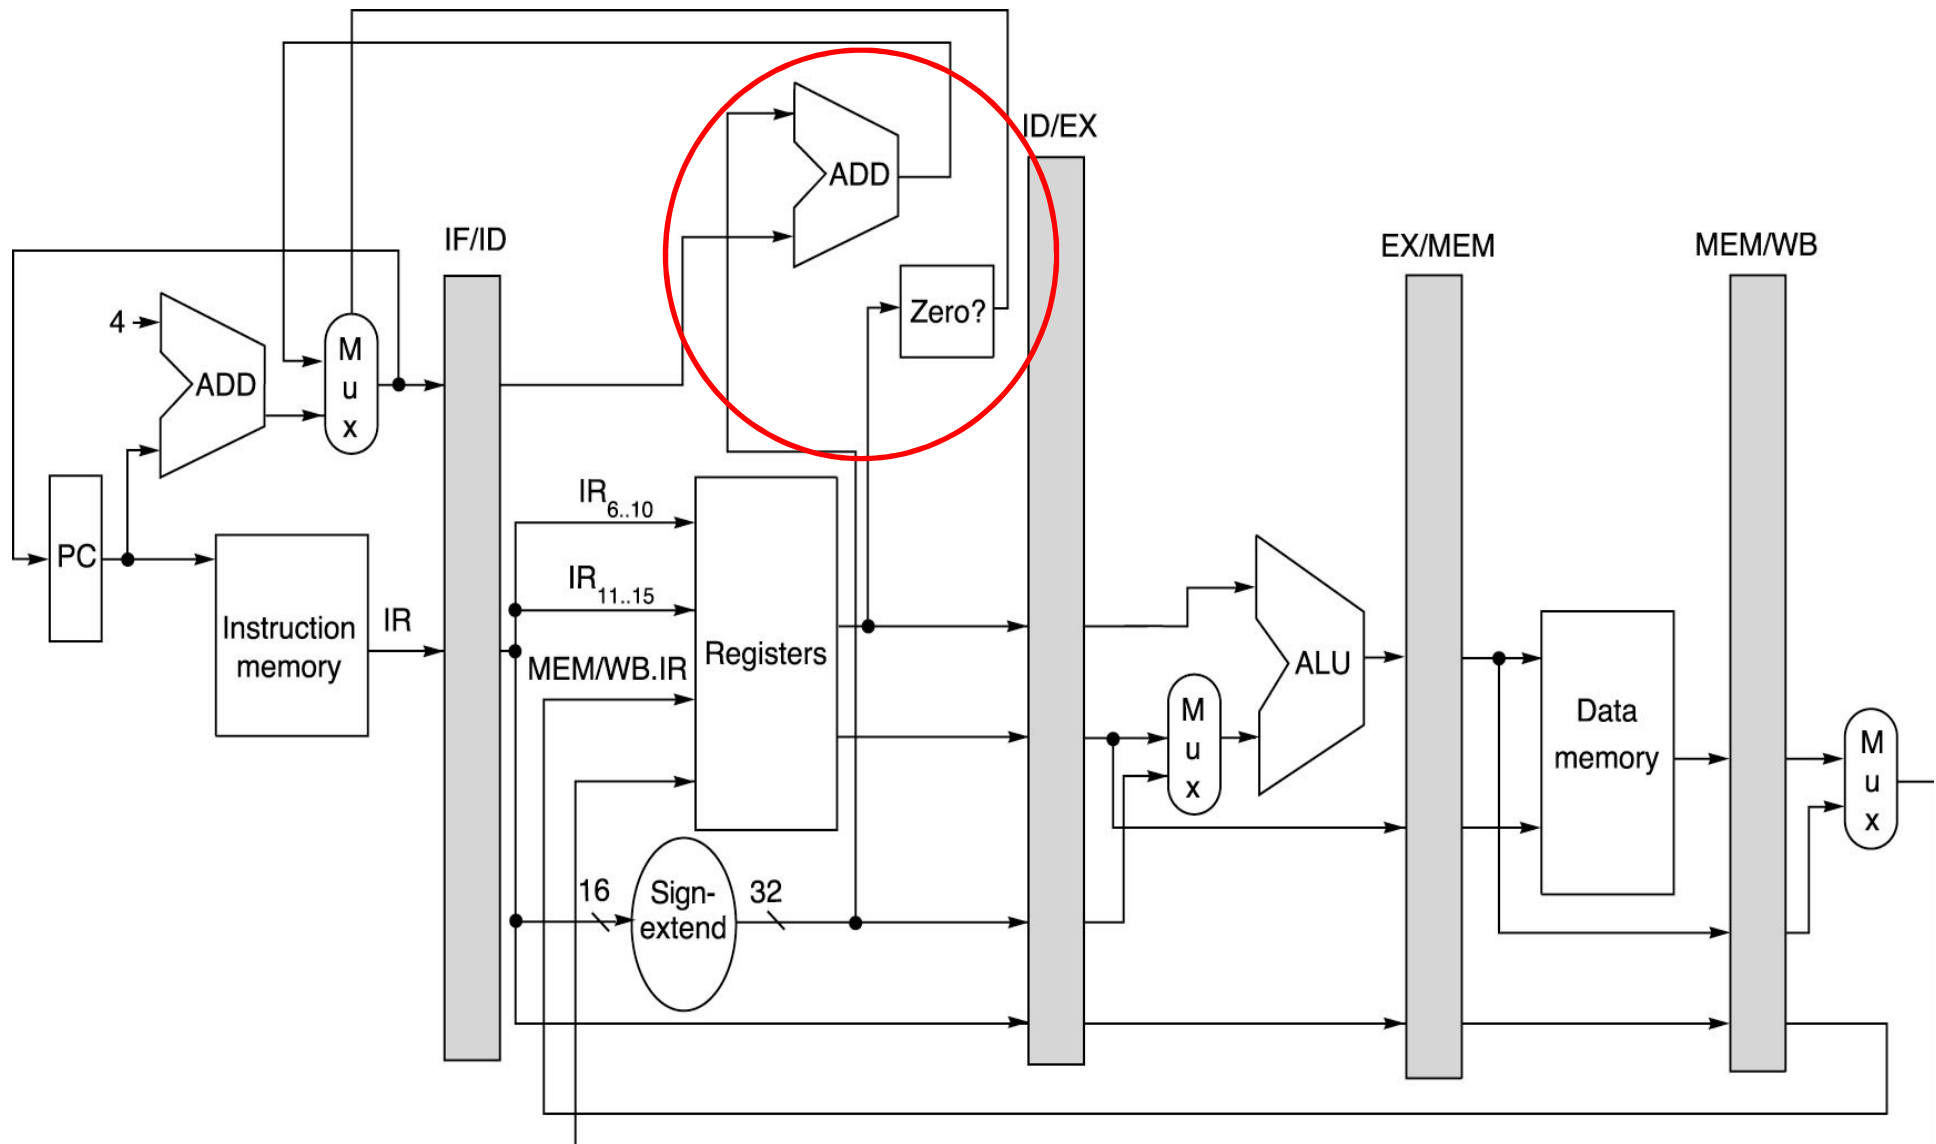 ID/EX
ADD
IF/ID
EX/MEM
MEM/WB
Zero?
4
ADD
M
u
x
IR6..10
PC
IR11..15
IR
Instruction
memory
MEM/WB.IR
Registers
ALU
M
u
x
Data
memory
M
u
x
16
Sign-
extend
32